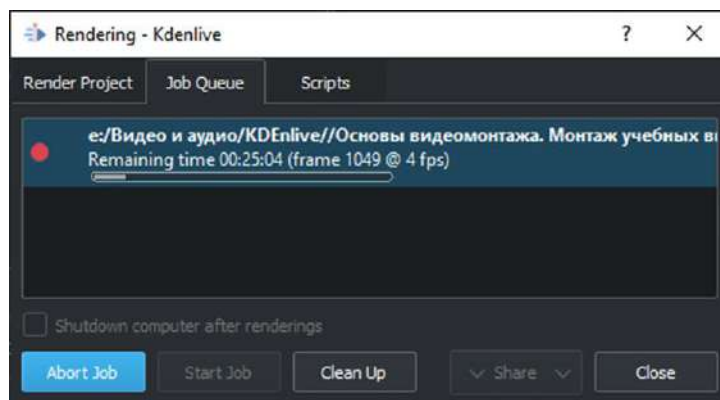 Rendering - Kdenlive
Render Project Job Queue Scripts
e:/Видео и аудио/KDEnlive//Основы видеомонтажа. Монтаж учебных
Remaining time 00:25:04 (frame 1049 @ 4 fps)
Shutdown computer after renderings
Abort Job Start Job Clean Up Share Close